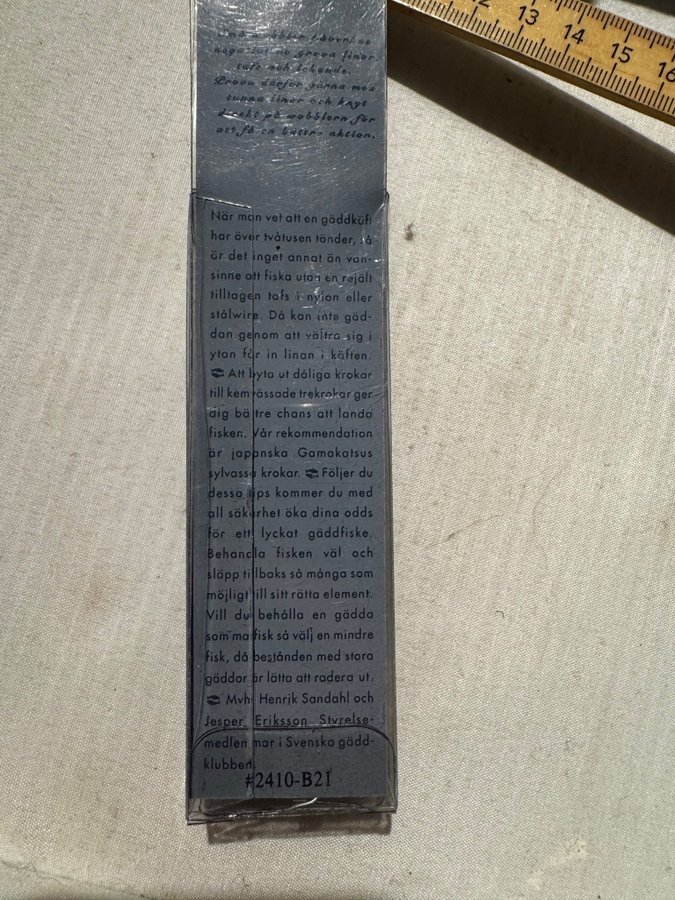 12 13 14 15 16
små wobbler påverkas
negativt av grova linor
tafs och lekande.
Prova därför gärna med
tunna linor och knyt
direkt på wobblern för
att få en bättre aktion.
När man vet att en gäddkäft
har över tvåtusen tänder, så
är det inget annat än van-
sinne att fiska utan en rejält
tilltagen tafs i nylon eller
stålwire. Då kan inte gäd-
dan genom att vältra sig i
ytan får in linan i käften.
Att byta ut dåliga krokar
till kemvässade trekrokar ger
dig bättre chans att landa
fisken. Vår rekommendation
är japanska Gamakatsus
sylvassa krokar. Följer du
dessa tips kommer du med
all säkerhet öka dina odds
för ett lyckat gäddfiske.
Behandla fisken väl och
släpp tillbaks så många som
möjligt till sitt rätta element.
Vill du behålla en gädda
som matfisk så välj en mindre
fisk, då bestånden med stora
gäddor är lätta att radera ut.
Mvh Henrik Sandahl och
Jesper Eriksson Styrelse-
medlemmar i Svenska gädd-
klubben.
#2410-B21